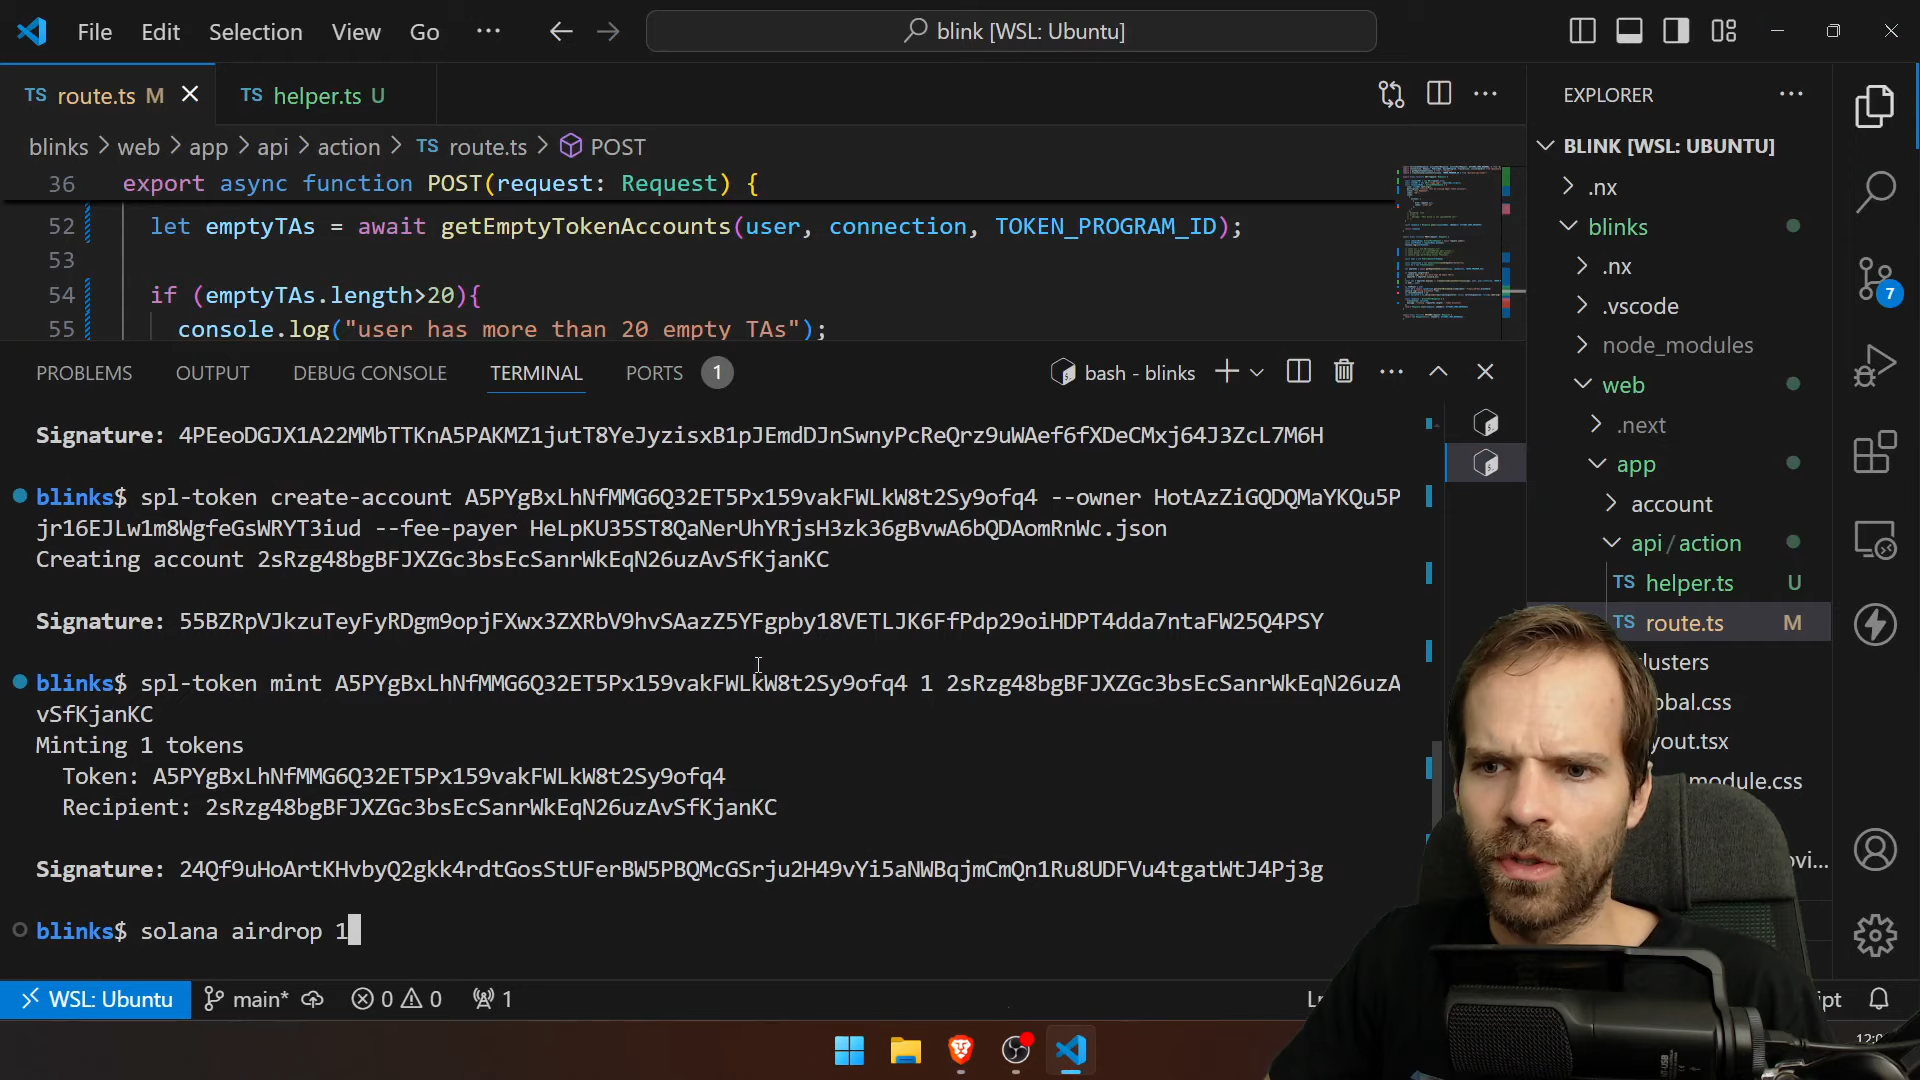 File Edit Selection View Go ··· blink [WSL: Ubuntu]
TS route.ts M TS helper.ts U
EXPLORER
blinks > web > app > api > action > TS route.ts > POST
BLINK [WSL: UBUNTU]
36 export async function POST(request: Request) {
.nx
52 let emptyTAs = await getEmptyTokenAccounts(user, connection, TOKEN_PROGRAM_ID);
blinks
53
.nx
54 if (emptyTAs.length>20){
.vscode
55 console.log("user has more than 20 empty TAs");
node_modules
PROBLEMS OUTPUT DEBUG CONSOLE TERMINAL PORTS 1 bash - blinks
web
.next
Signature: 4PEeoDGJX1A22MMbTTKnA5PAKMZ1jutT8YeJyzisxB1pJEmdDJnSwnyPcReQrz9uWAef6fXDeCMxj64J3ZcL7M6H
app
blinks$ spl-token create-account A5PYgBxLhNfMMG6Q32ET5Px159vakFWLkW8t2Sy9ofq4 --owner HotAzZiGQDQMaYKQu5P
jr16EJLw1m8WgfeGsWRYT3iud --fee-payer HeLpKU35ST8QaNerUhYRjsH3zk36gBvwA6bQDAomRnWc.json
Creating account 2sRzg48bgBFJXZGc3bsEcSanrWkEqN26uzAvSfKjanKC
account
api / action
TS helper.ts U
Signature: 55BZRpVJkzuTeyFyRDgm9opjFXwx3ZXRbV9hvSAazZ5YFgpby18VETLJK6FfPdp29oiHDPT4dda7ntaFW25Q4PSY
TS route.ts M
blinks$ spl-token mint A5PYgBxLhNfMMG6Q32ET5Px159vakFWLkW8t2Sy9ofq4 1 2sRzg48bgBFJXZGc3bsEcSanrWkEqN26uzA
vSfKjanKC
Minting 1 tokens
Token: A5PYgBxLhNfMMG6Q32ET5Px159vakFWLkW8t2Sy9ofq4
Recipient: 2sRzg48bgBFJXZGc3bsEcSanrWkEqN26uzAvSfKjanKC
Signature: 24Qf9uHoArtKHvbyQ2gkk4rdtGosStUFerBW5PBQMcGSrju2H49vYi5aNWBqjmCmQn1Ru8UDFVu4tgatWtJ4Pj3g
blinks$ solana airdrop 1
7
WSL: Ubuntu main* 0 0 1